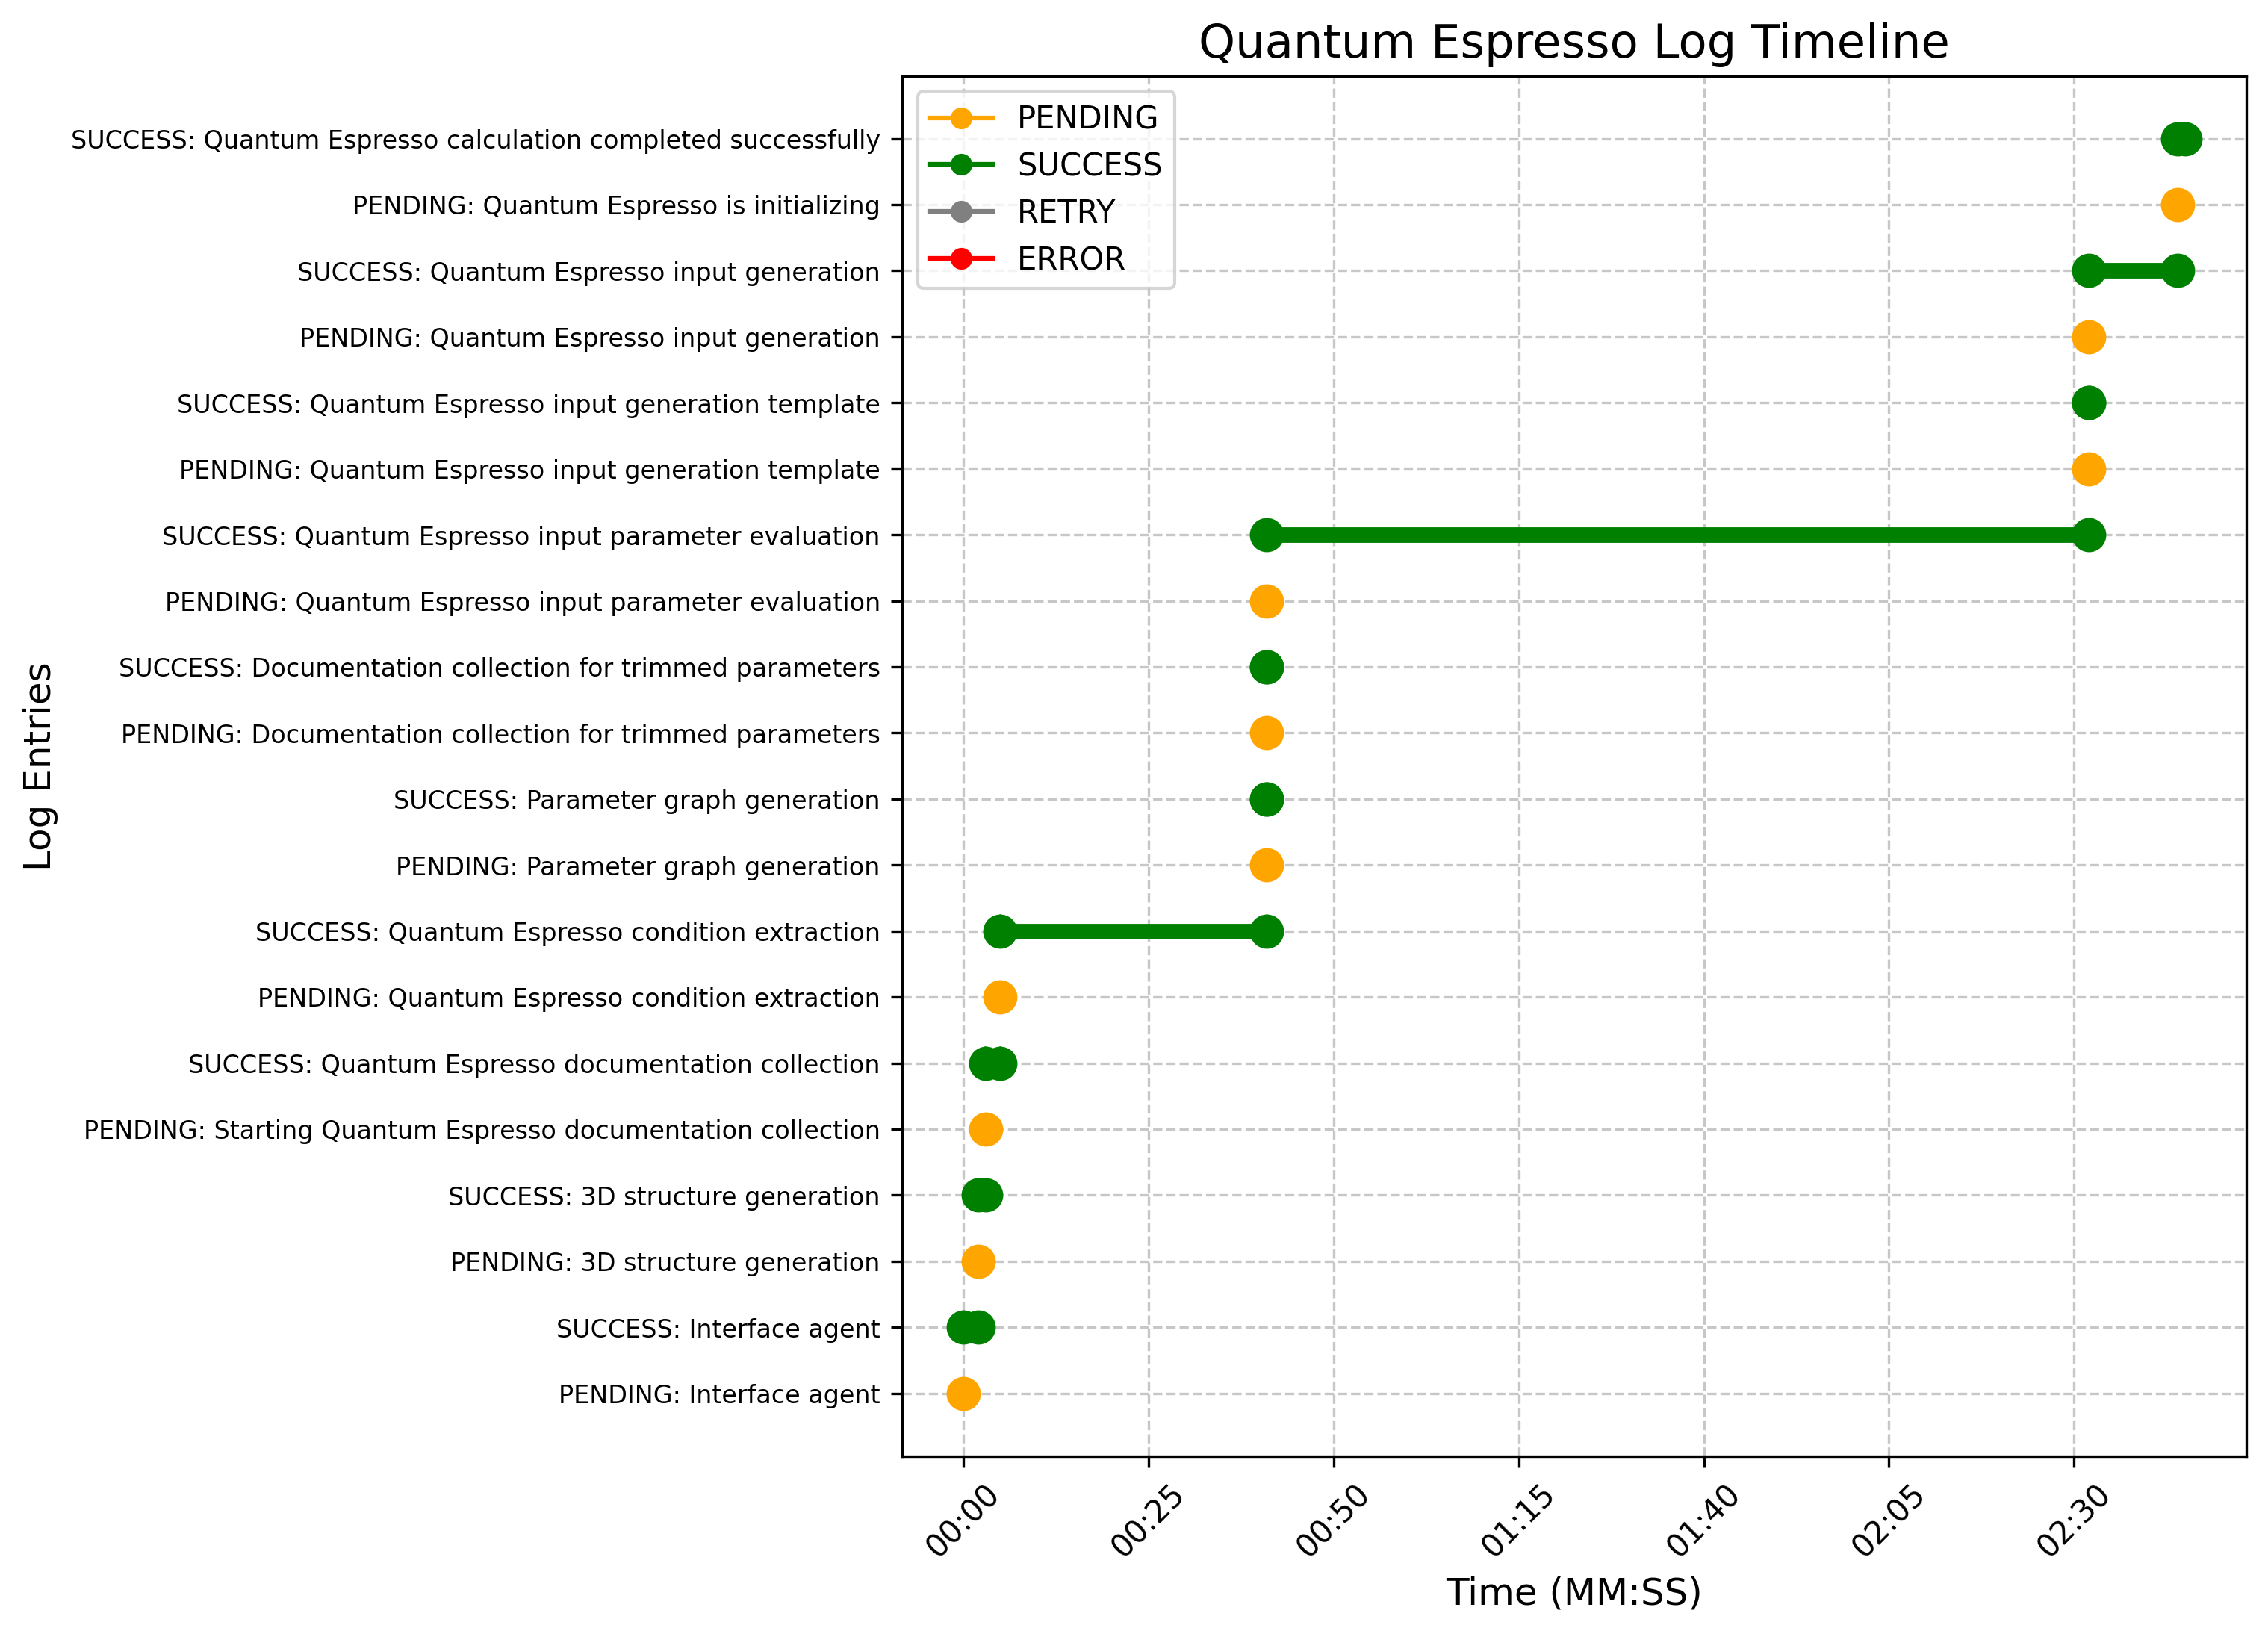 Quantum Espresso Log Timeline
PENDING
SUCCESS
RETRY
ERROR
SUCCESS: Quantum Espresso calculation completed successfully
PENDING: Quantum Espresso is initializing
SUCCESS: Quantum Espresso input generation
PENDING: Quantum Espresso input generation
SUCCESS: Quantum Espresso input generation template
PENDING: Quantum Espresso input generation template
SUCCESS: Quantum Espresso input parameter evaluation
PENDING: Quantum Espresso input parameter evaluation
SUCCESS: Documentation collection for trimmed parameters
PENDING: Documentation collection for trimmed parameters
SUCCESS: Parameter graph generation
PENDING: Parameter graph generation
SUCCESS: Quantum Espresso condition extraction
PENDING: Quantum Espresso condition extraction
SUCCESS: Quantum Espresso documentation collection
PENDING: Starting Quantum Espresso documentation collection
SUCCESS: 3D structure generation
PENDING: 3D structure generation
SUCCESS: Interface agent
PENDING: Interface agent
Log Entries
00:00
00:25
00:50
01:15
01:40
02:05
02:30
Time (MM:SS)